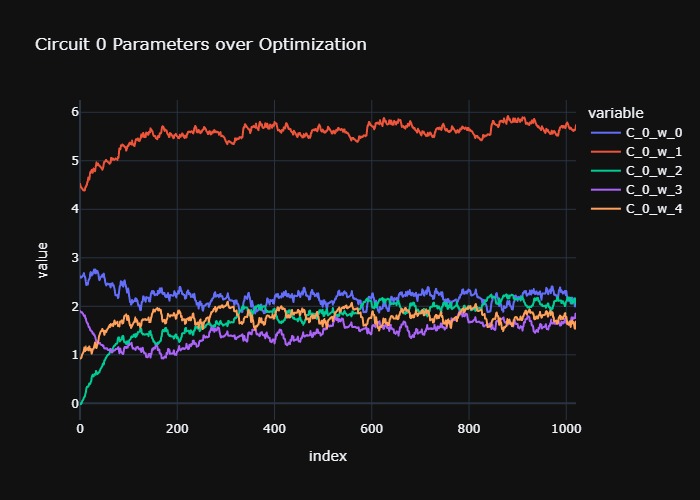 Circuit 0 Parameters over Optimization
variable
C_0_w_0
C_0_w_1
C_0_w_2
C_0_w_3
C_0_w_4
value
6
5
4
3
2
1
0
0 200 400 600 800 1000
index